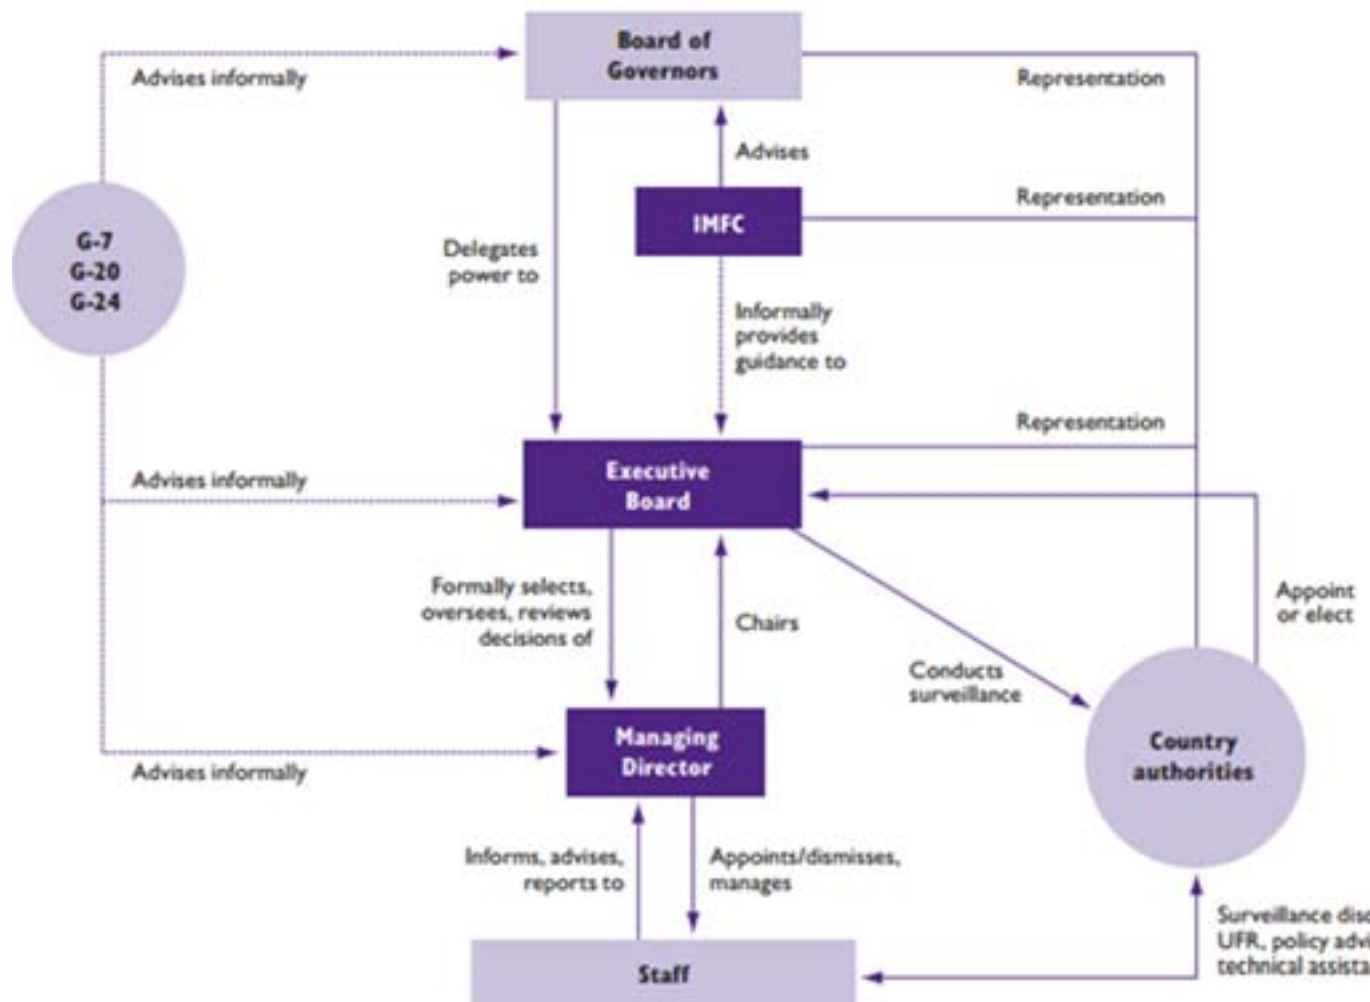 Board of
Governors
Advises informally
Representation
Advises
IMFC
Representation
G-7
G-20
G-24
Delegates
power to
Informally
provides
guidance to
Representation
Executive
Board
Advises informally
Formally selects,
oversees, reviews
decisions of
Chairs
Appoint
or elect
Conducts
surveillance
Managing
Director
Country
authorities
Advises informally
Informs, advises,
reports to
Appoints/dismisses,
manages
Surveillance
UFR, policy
technical
Staff